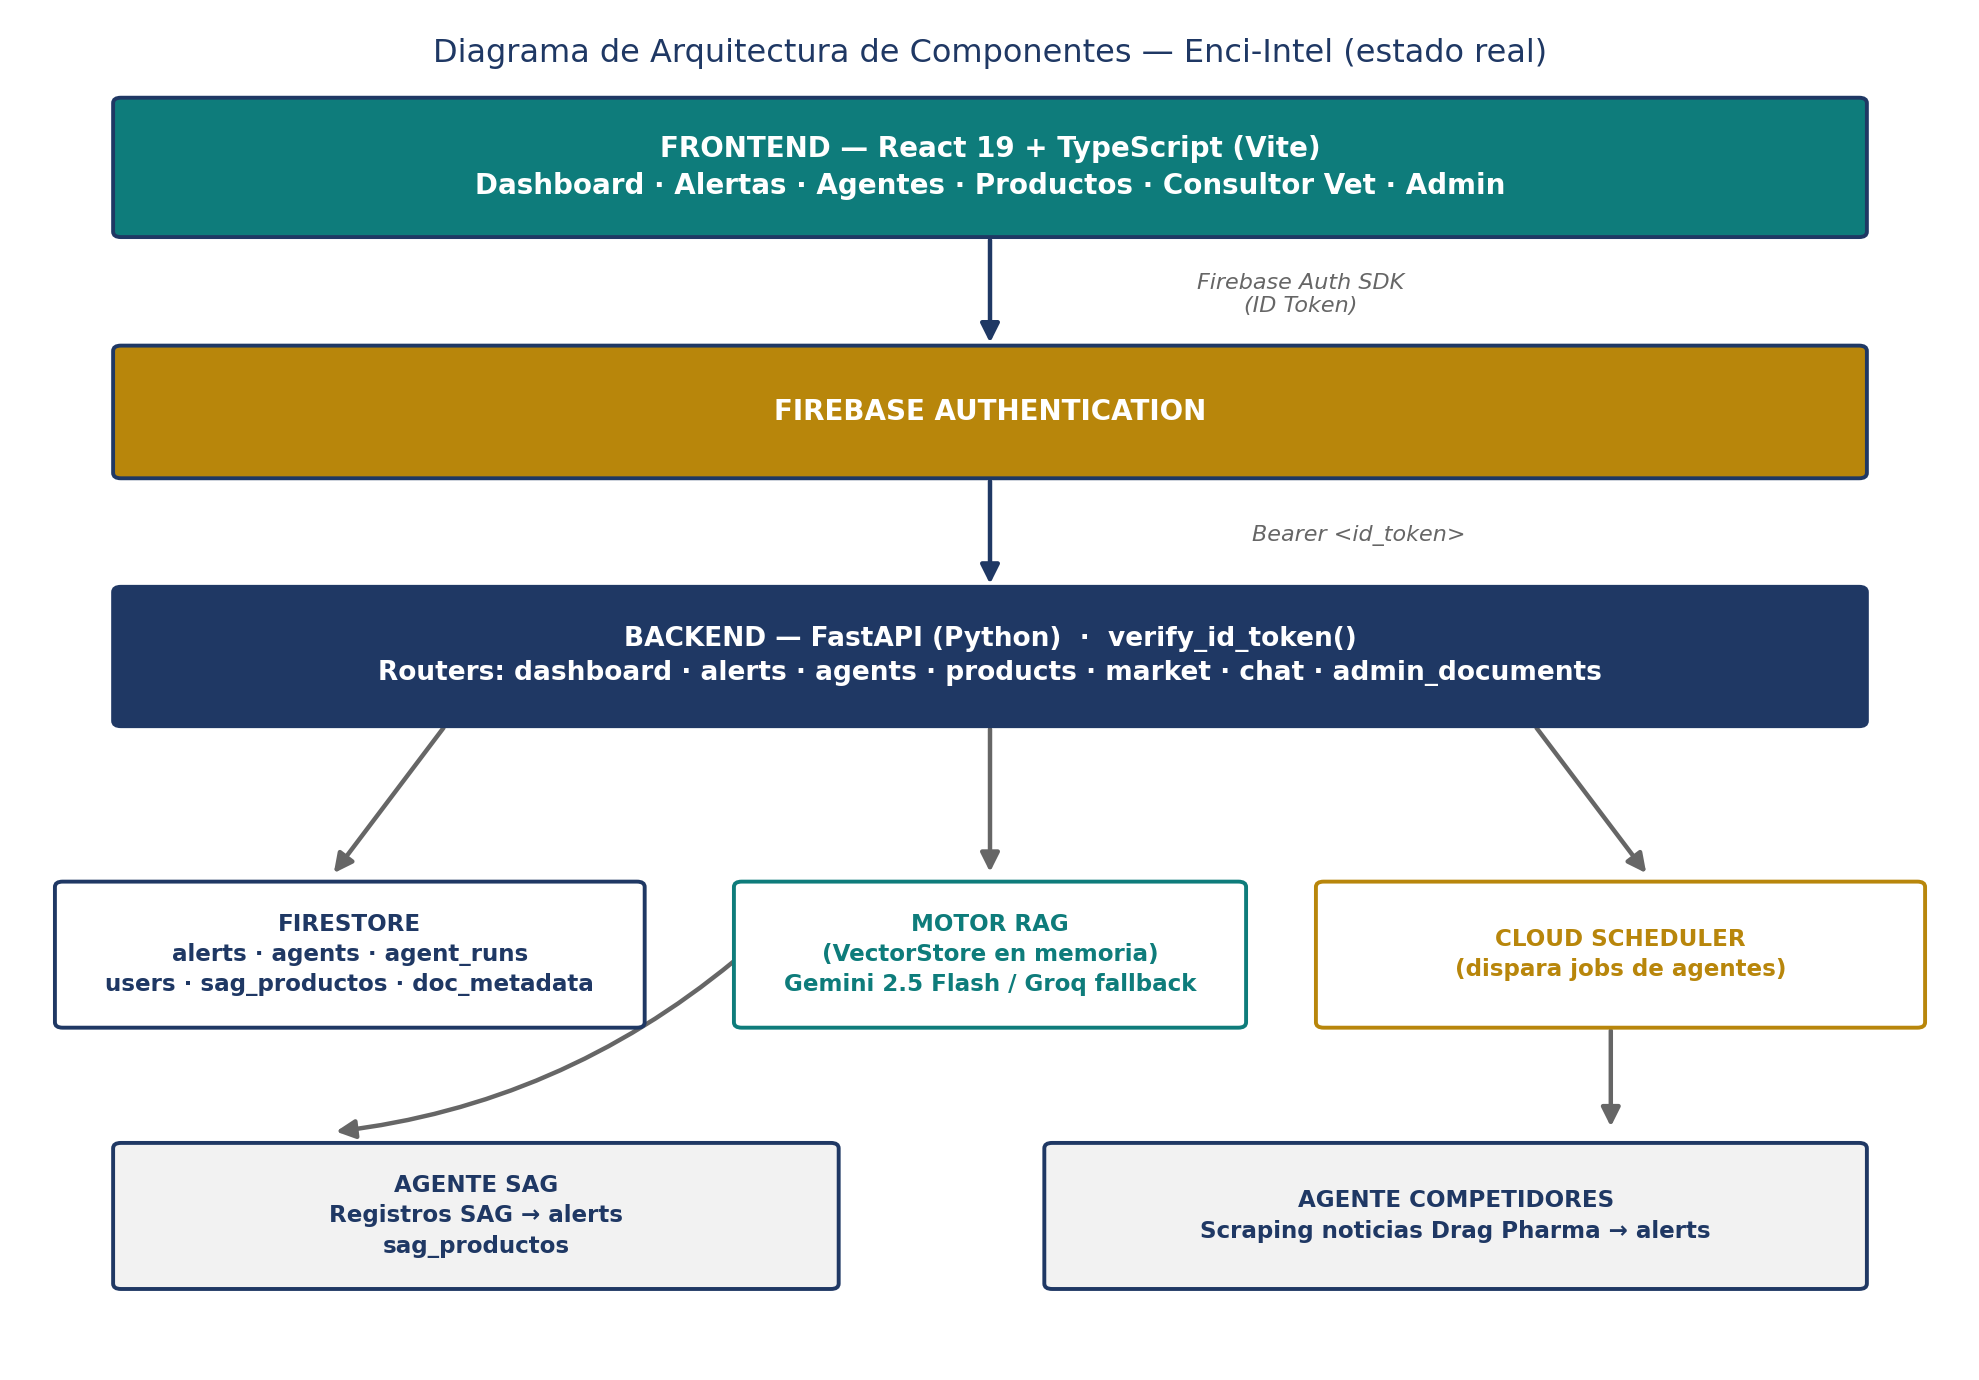 Diagrama de Arquitectura de Componentes — Enci-Intel (estado real)
FRONTEND — React 19 + TypeScript (Vite)
Dashboard · Alertas · Agentes · Productos · Consultor Vet · Admin
Firebase Auth SDK
(ID Token)
FIREBASE AUTHENTICATION
Bearer <id_token>
BACKEND — FastAPI (Python)  ·  verify_id_token()
Routers: dashboard · alerts · agents · products · market · chat · admin_documents
FIRESTORE
alerts · agents · agent_runs
users · sag_productos · doc_metadata
MOTOR RAG
(VectorStore en memoria)
Gemini 2.5 Flash / Groq fallback
CLOUD SCHEDULER
(dispara jobs de agentes)
AGENTE SAG
Registros SAG → alerts
sag_productos
AGENTE COMPETIDORES
Scraping noticias Drag Pharma → alerts